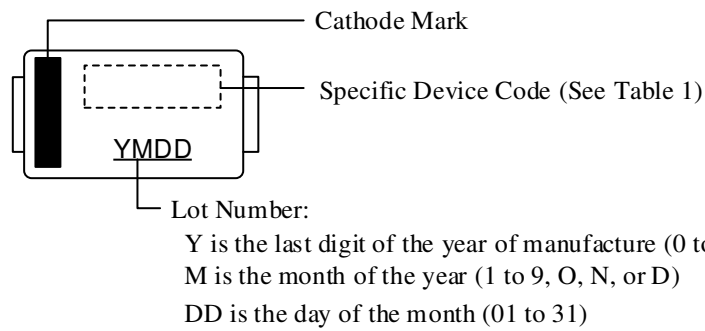 Cathode Mark
Specific Device Code (See Table 1)
YMDD
Lot Number:
Y is the last digit of the year of manufacture (0 to
M is the month of the year (1 to 9, O, N, or D)
DD is the day of the month (01 to 31)